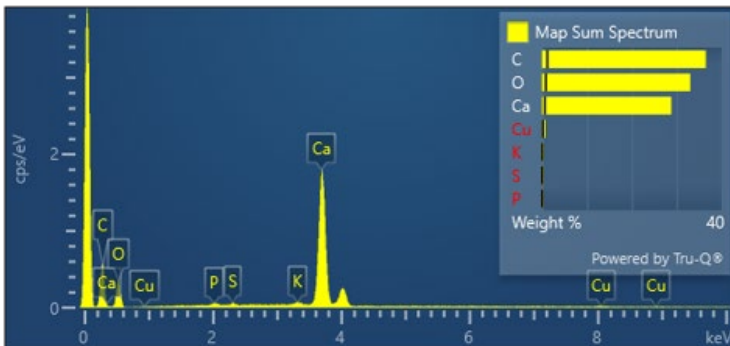 cps/eV
2
0
C
O
Ca
Cu
P
S
K
Ca
Cu
Cu
0
2
4
6
8
keV
Map Sum Spectrum
C
O
Ca
Cu
K
S
P
Weight %
40
Powered by Tru-Q®